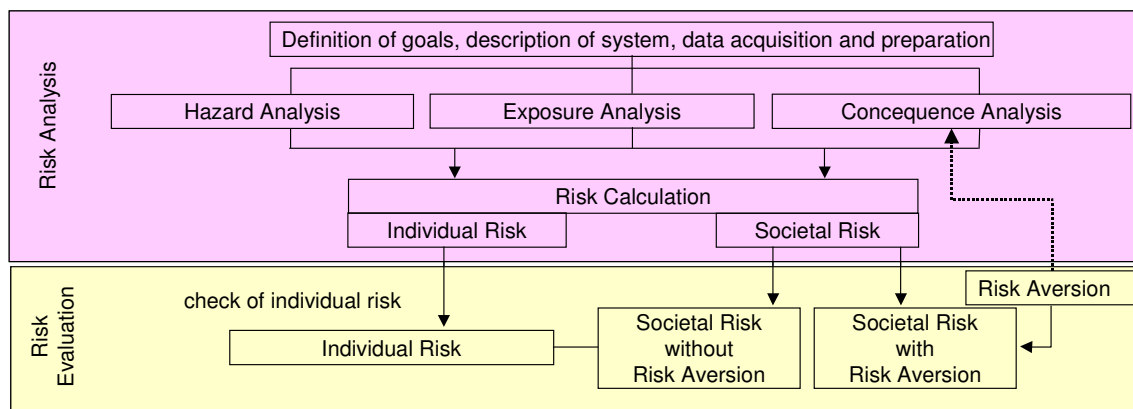 Risk Analysis
Definition of goals, description of system, data acquisition and preparation
Hazard Analysis
Exposure Analysis
Concequence Analysis
Risk Calculation
Individual Risk
Societal Risk
Risk
Evaluation
check of individual risk
Risk Aversion
Individual Risk
Societal Risk
without
Risk Aversion
Societal Risk
with
Risk Aversion